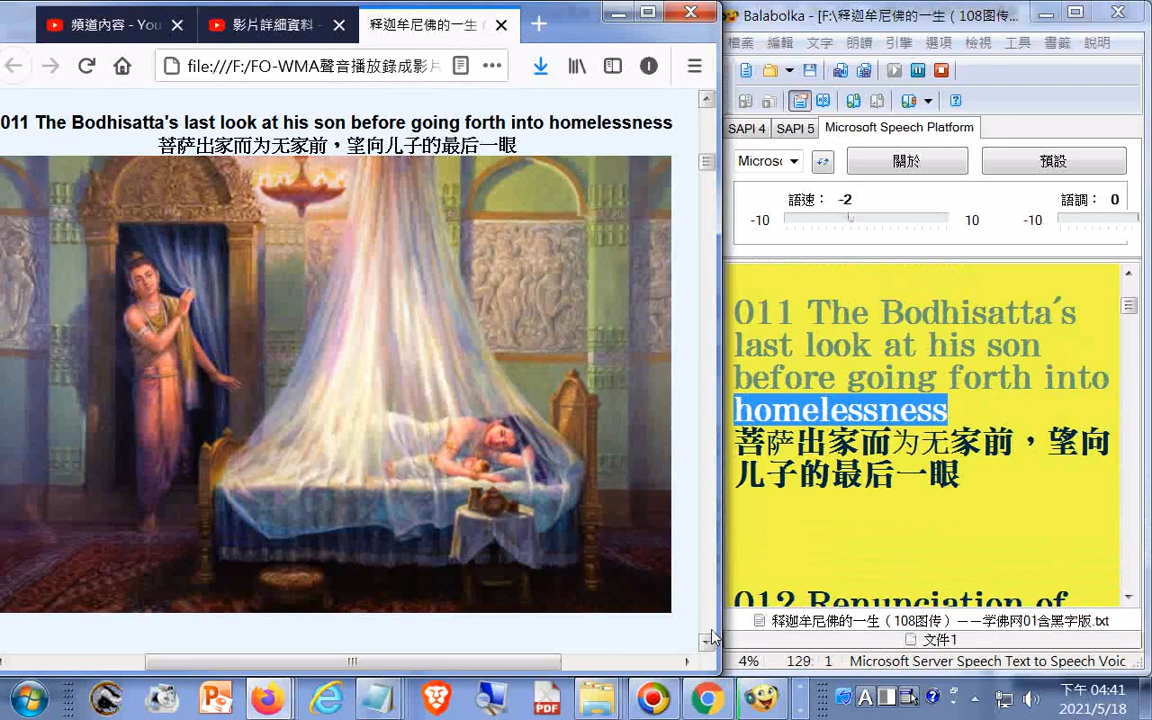 頻道內容 - You
影片詳細資料 -
释迦牟尼佛的一生 (
file:///F:/FO-WMA聲音播放錄成影片
011 The Bodhisatta's last look at his son before going forth into homelessness
菩萨出家而为无家前，望向儿子的最后一眼
Balabolka - [F:\释迦牟尼佛的一生（108图传...
檔案 編輯 文字 朗讀 引擎 選項 檢視 工具 書籤 說明
SAPI 4 SAPI 5 Microsoft Speech Platform
Microsc 關於 預設
語速： -2 語調： 0
-10 10 -10
011 The Bodhisatta's
last look at his son
before going forth into
homelessness
菩萨出家而为无家前，望向
儿子的最后一眼
012 Renunciation of
释迦牟尼佛的一生（108图传）——学佛网01含黑字版.txt
文件1
4% 129: 1 Microsoft Server Speech Text to Speech Voic
PDF
A
下午 04:41
2021/5/18